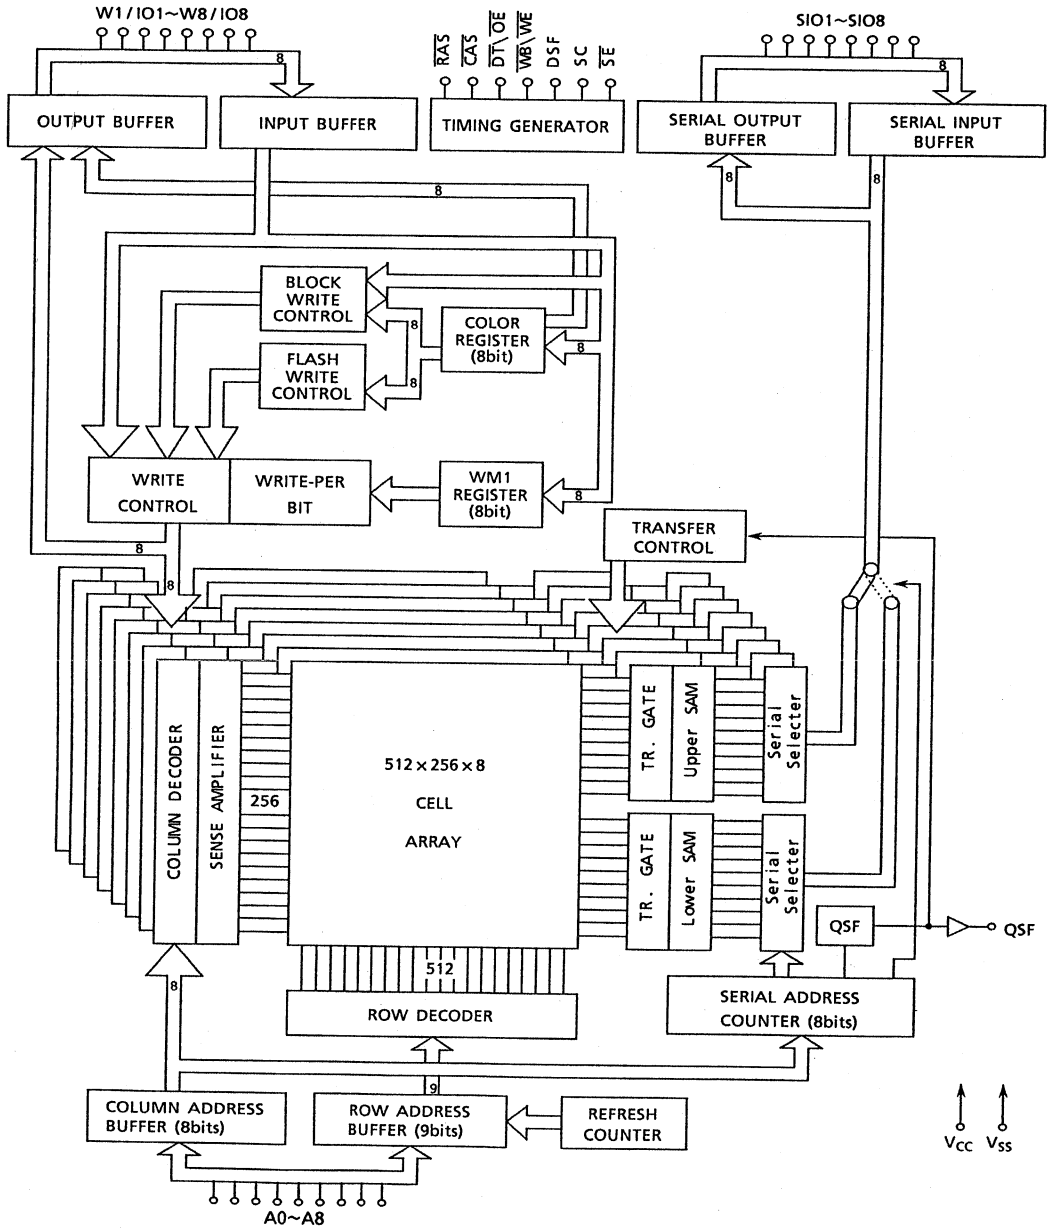 W1/IO1~W8/IO8
RAS
CAS
DT\OE
WB\WE
DSF
SC
SE
SIO1~SIO8
8
8
OUTPUT BUFFER
INPUT BUFFER
TIMING GENERATOR
SERIAL OUTPUT
BUFFER
SERIAL INPUT
BUFFER
8
8
8
BLOCK
WRITE
CONTROL
8
COLOR
REGISTER
(8bit)
8
FLASH
WRITE
CONTROL
8
WRITE
CONTROL
WRITE-PER
BIT
WM1
REGISTER
(8bit)
8
TRANSFER
CONTROL
8
8
COLUMN DECODER
SENSE AMPLIFIER
256
512×256×8
CELL
ARRAY
TR. GATE
Upper SAM
Serial
Selecter
TR. GATE
Lower SAM
Serial
Selecter
QSF
QSF
512
ROW DECODER
SERIAL ADDRESS
COUNTER (8bits)
8
9
COLUMN ADDRESS
BUFFER (8bits)
ROW ADDRESS
BUFFER (9bits)
REFRESH
COUNTER
VCC
VSS
A0~A8